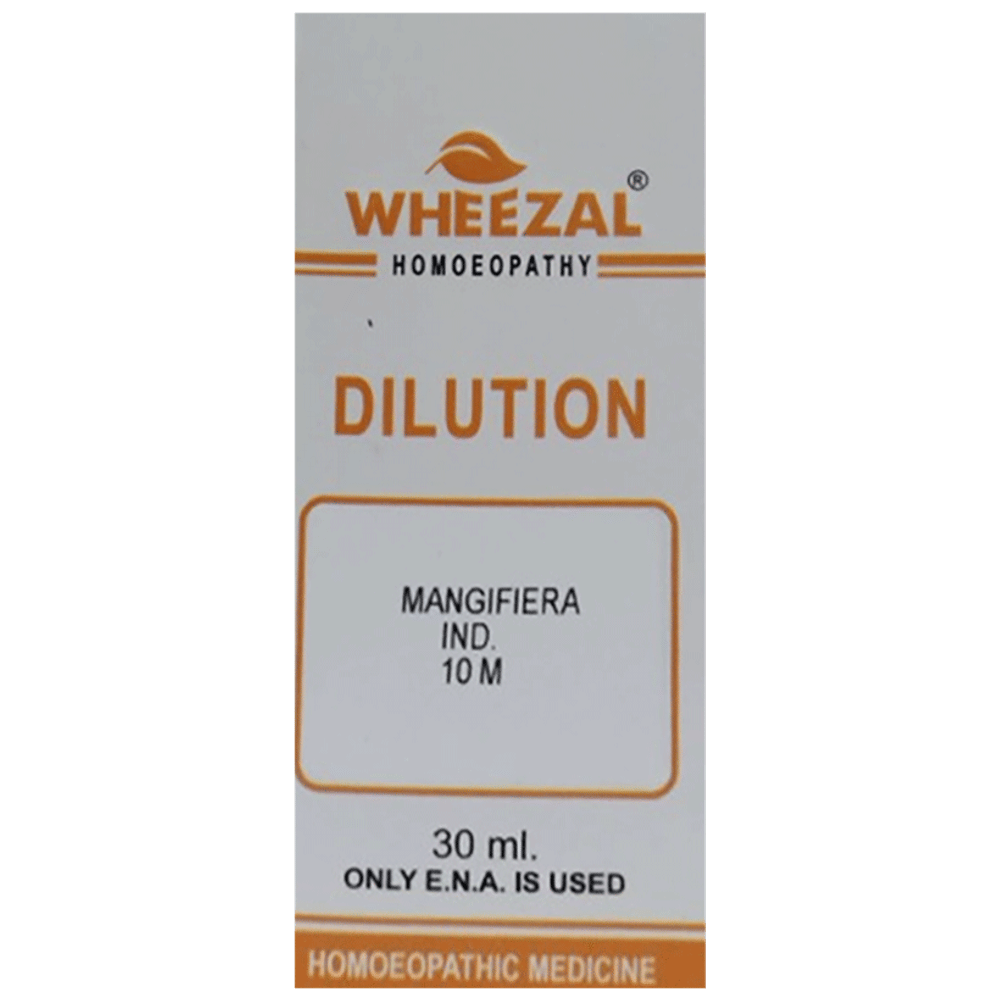 WHEEZAL®
HOMOEOPATHY
DILUTION
MANGIFIERA
IND.
10 M
30 ml.
ONLY E.N.A. IS USED
HOMOEOPATHIC MEDICINE